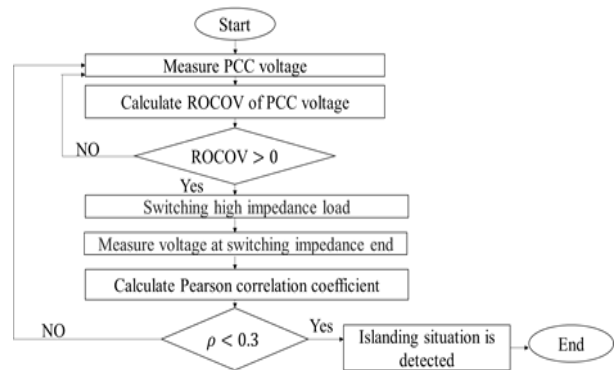 Start
Measure PCC voltage
Calculate ROCOV of PCC voltage
NO
ROCOV > 0
Yes
Switching high impedance load
Measure voltage at switching impedance end
Calculate Pearson correlation coefficient
NO
ρ < 0.3
Yes
Islanding situation is
detected
End